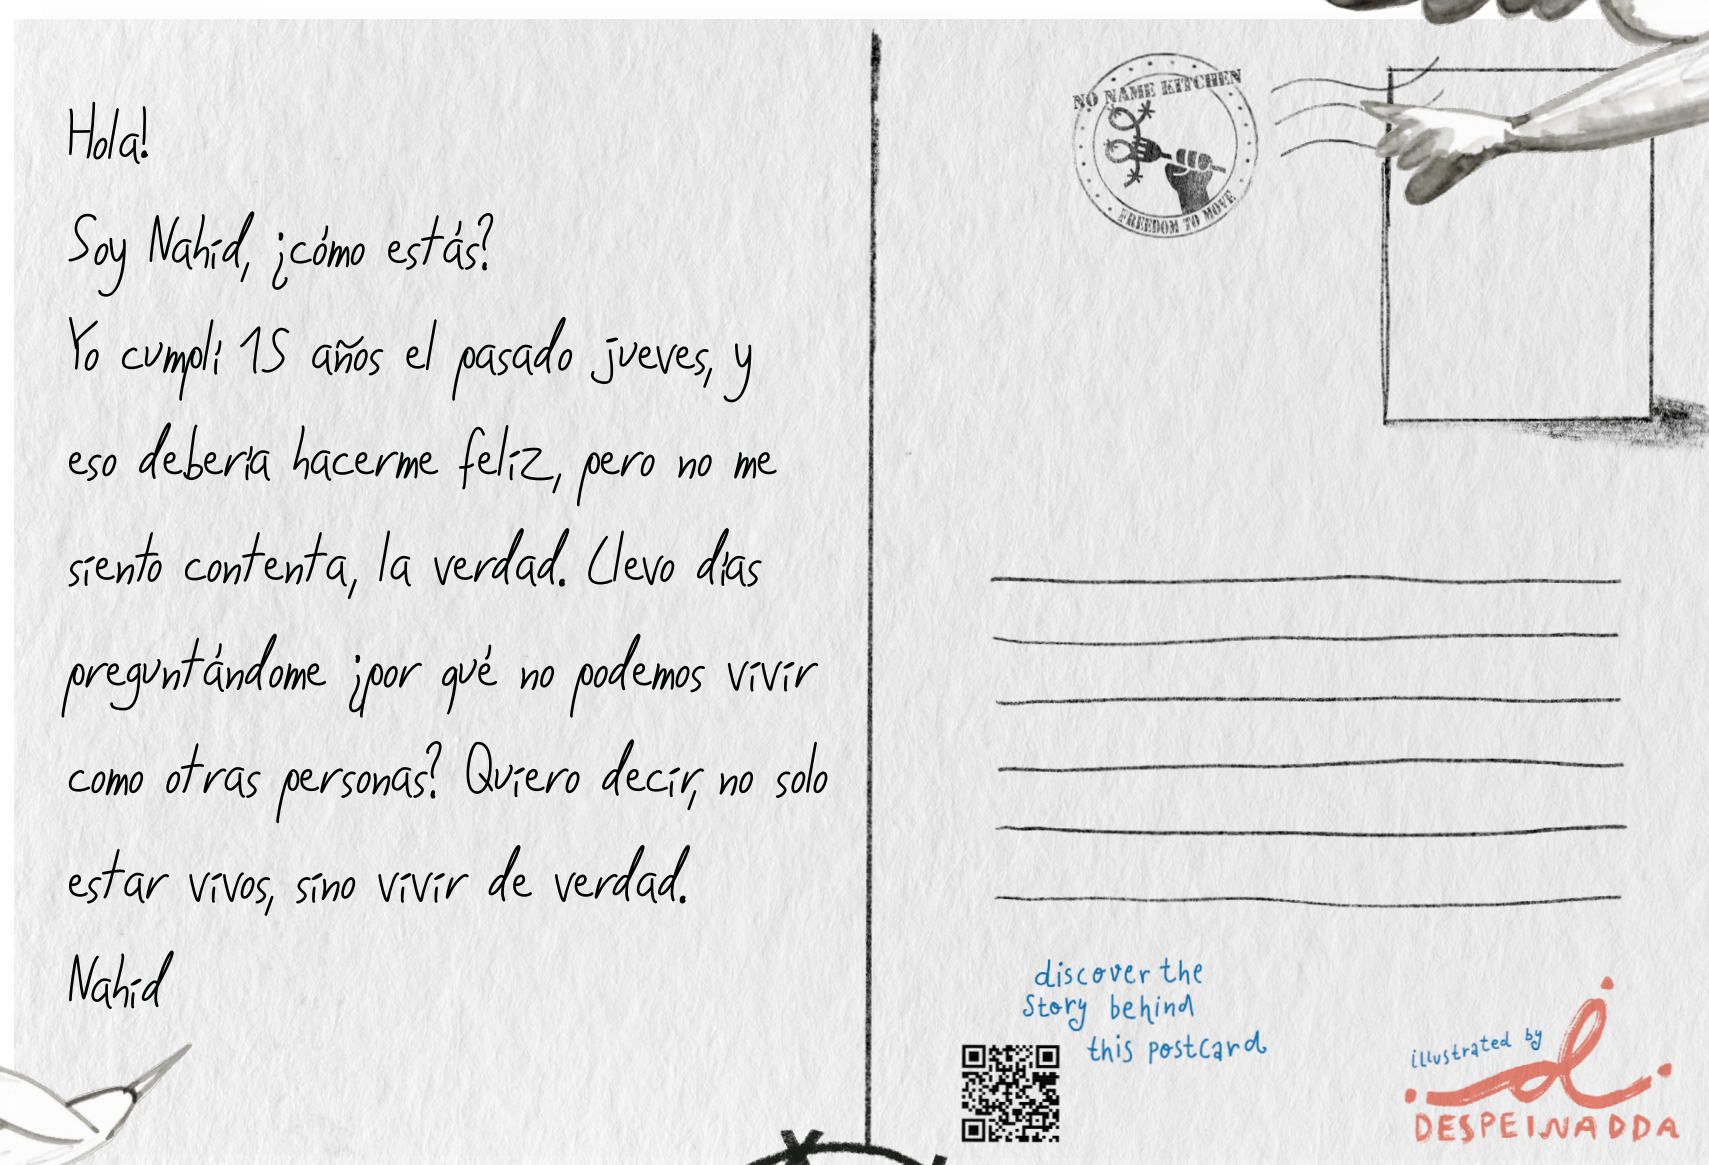 Hola!
Soy Nahid, ¿cómo estás?
Yo cumplí 15 años el pasado jueves, y
eso debería hacerme feliz, pero no me
siento contenta, la verdad. Llevo días
preguntándome ¿por qué no podemos vivir
como otras personas? Quiero decir, no solo
estar vivos, sino vivir de verdad.
Nahid
NO NAME KITCHEN
FREEDOM TO MOVE
discover the
story behind
this postcard
illustrated by
d
DESPEINADDA